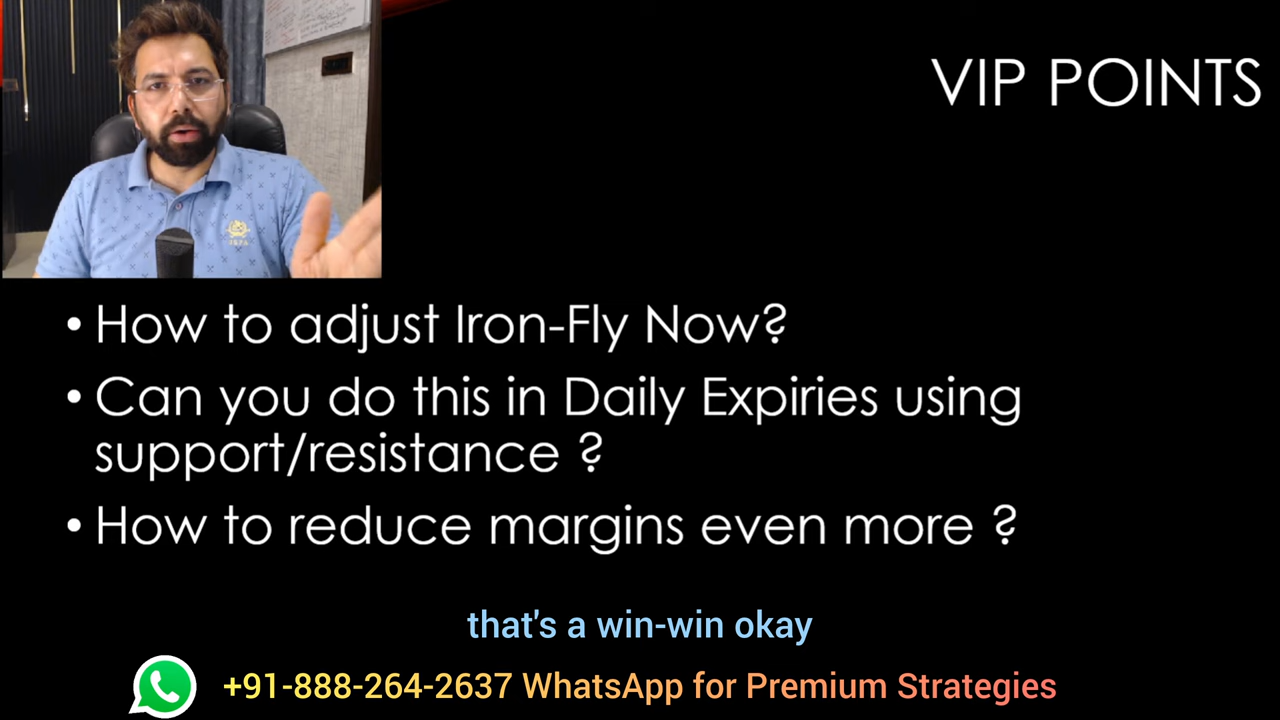 VIP POINTS
• How to adjust Iron-Fly Now?
• Can you do this in Daily Expiries using
support/resistance ?
• How to reduce margins even more ?
that's a win-win okay
+91-888-264-2637 WhatsApp for Premium Strategies